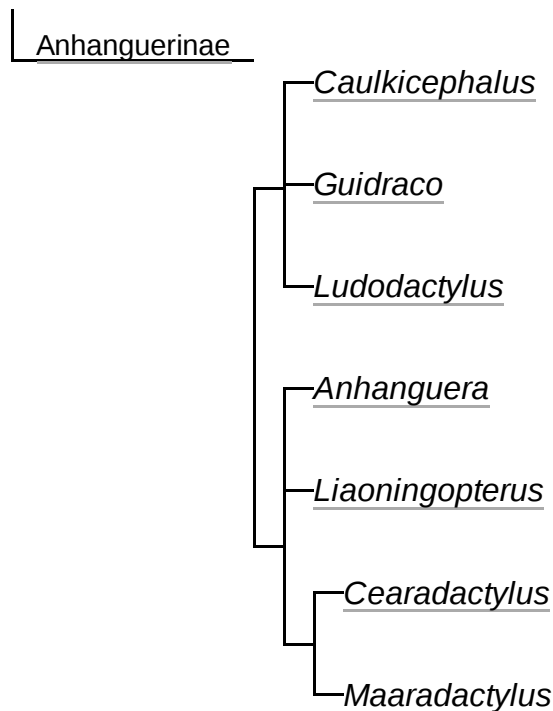 Anhanguerinae
Caulkicephalus
Guidraco
Ludodactylus
Anhanguera
Liaoningopterus
Cearadactylus
Maaradactylus